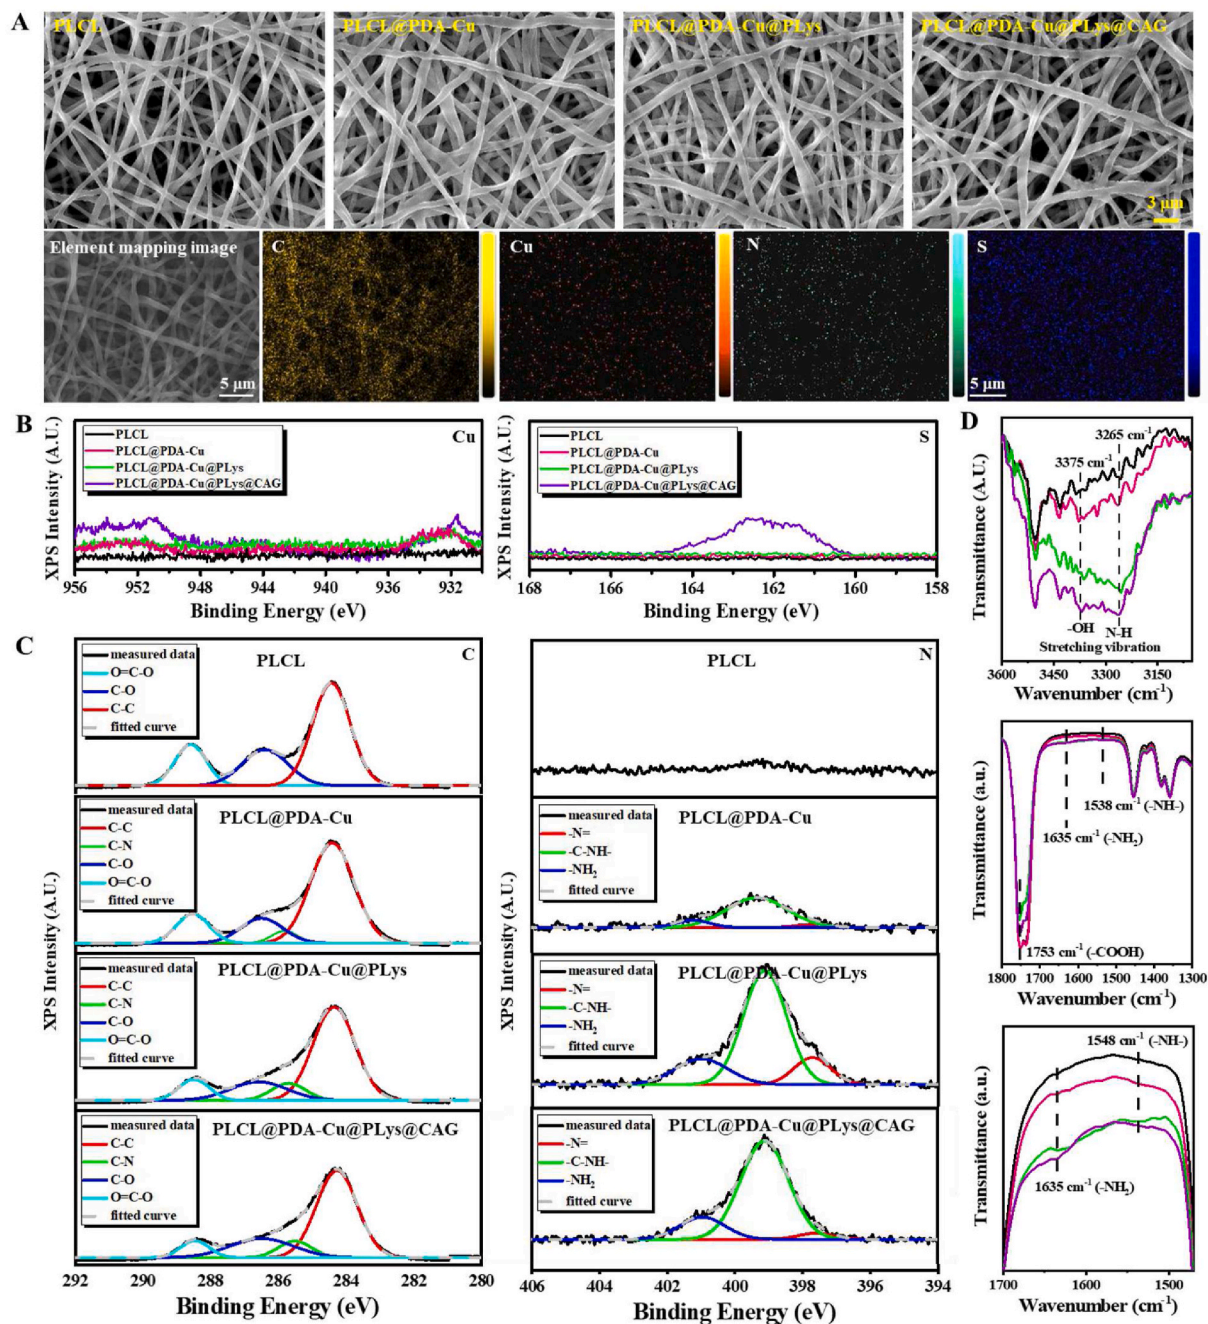 A
PLCL
PLCL@PDA-Cu
PLCL@PDA-Cu@PLys
PLCL@PDA-Cu@PLys@CAG
3 μm
Element mapping image
C
Cu
N
S
5 μm
5 μm
B
XPS Intensity (A.U.)
PLCL
PLCL@PDA-Cu
PLCL@PDA-Cu@PLys
PLCL@PDA-Cu@PLys@CAG
Cu
956 952 948 944 940 936 932
Binding Energy (eV)
XPS Intensity (A.U.)
PLCL
PLCL@PDA-Cu
PLCL@PDA-Cu@PLys
PLCL@PDA-Cu@PLys@CAG
S
168 166 164 162 160 158
Binding Energy (eV)
C
XPS Intensity (A.U.)
measured data
O=C-O
C-O
C-C
fitted curve
PLCL
C
measured data
C-C
C-N
C-O
O=C-O
fitted curve
PLCL@PDA-Cu
measured data
C-C
C-N
C-O
O=C-O
fitted curve
PLCL@PDA-Cu@PLys
measured data
C-C
C-N
C-O
O=C-O
fitted curve
PLCL@PDA-Cu@PLys@CAG
292 290 288 286 284 282 280
Binding Energy (eV)
XPS Intensity (A.U.)
PLCL
N
measured data
-N=
-C-NH-
-NH₂
fitted curve
PLCL@PDA-Cu
measured data
-N=
-C-NH-
-NH₂
fitted curve
PLCL@PDA-Cu@PLys
measured data
-N=
-C-NH-
-NH₂
fitted curve
PLCL@PDA-Cu@PLys@CAG
406 404 402 400 398 396 394
Binding Energy (eV)
D
Transmittance (A.U.)
3265 cm⁻¹
3375 cm⁻¹
-OH
N-H
Stretching vibration
3600 3450 3300 3150
Wavenumber (cm⁻¹)
Transmittance (a.u.)
1538 cm⁻¹ (-NH-)
1635 cm⁻¹ (-NH₂)
1753 cm⁻¹ (-COOH)
1800 1700 1600 1500 1400 1300
Wavenumber (cm⁻¹)
Transmittance (a.u.)
1548 cm⁻¹ (-NH-)
1635 cm⁻¹ (-NH₂)
1700 1600 1500
Wavenumber (cm⁻¹)